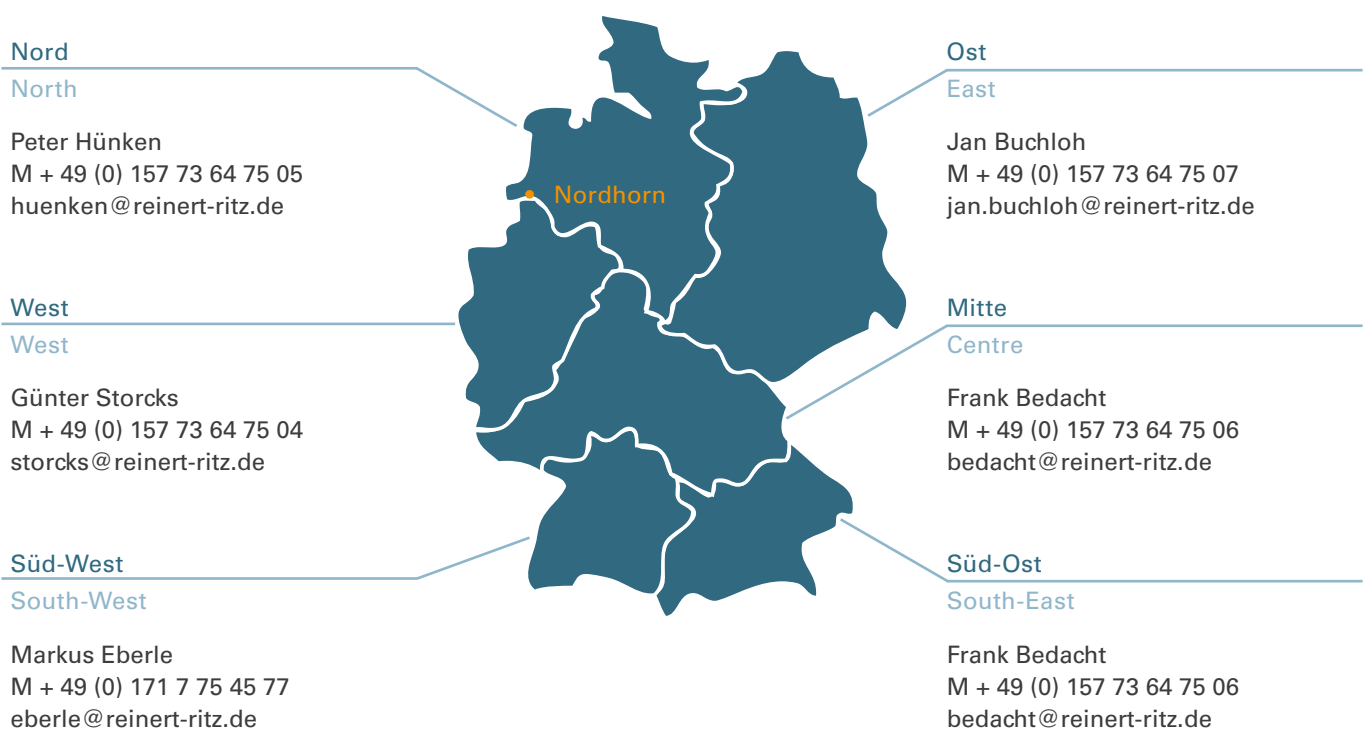 Nord
North
Peter Hünken
M + 49 (0) 157 73 64 75 05
huenken@reinert-ritz.de
West
West
Günter Storcks
M + 49 (0) 157 73 64 75 04
storcks@reinert-ritz.de
Süd-West
South-West
Markus Eberle
M + 49 (0) 171 7 75 45 77
eberle@reinert-ritz.de
Nordhorn
Ost
East
Jan Buchloh
M + 49 (0) 157 73 64 75 07
jan.buchloh@reinert-ritz.de
Mitte
Centre
Frank Bedacht
M + 49 (0) 157 73 64 75 06
bedacht@reinert-ritz.de
Süd-Ost
South-East
Frank Bedacht
M + 49 (0) 157 73 64 75 06
bedacht@reinert-ritz.de